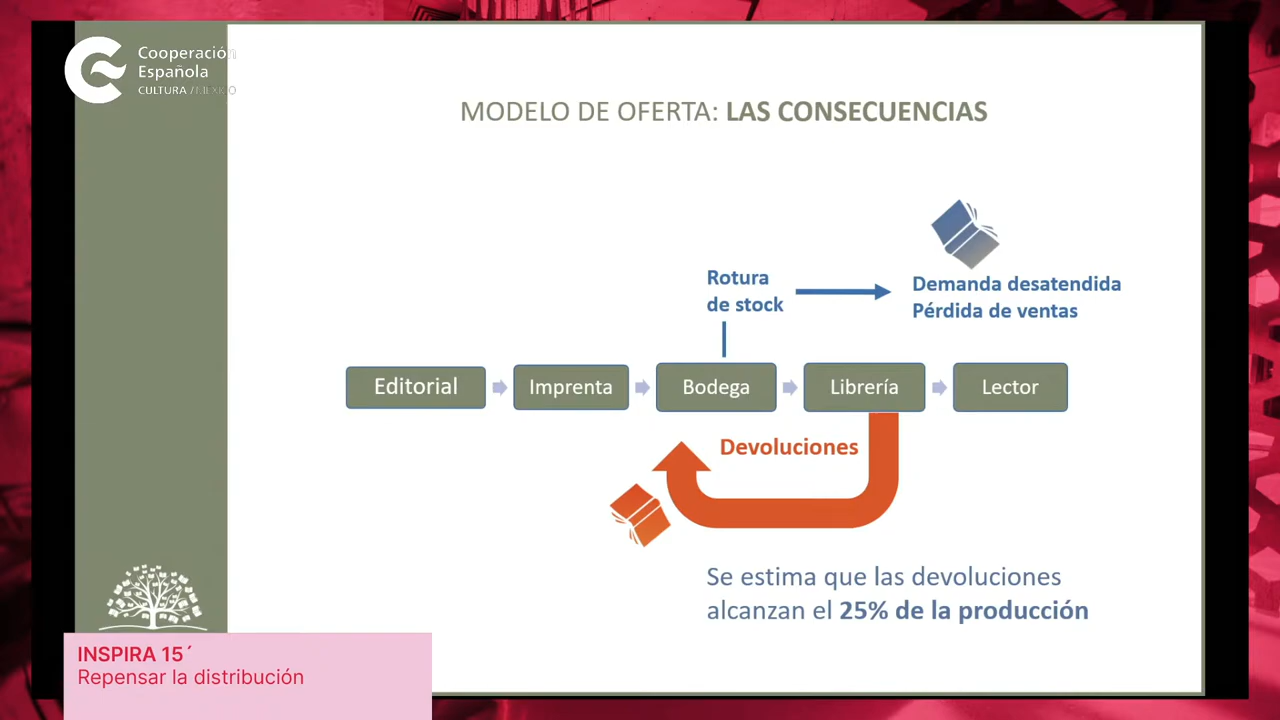 Cooperación
Española
CULTURA / MÉXICO
MODELO DE OFERTA: LAS CONSECUENCIAS
Rotura
de stock
Demanda desatendida
Pérdida de ventas
Editorial
Imprenta
Bodega
Librería
Lector
Devoluciones
Se estima que las devoluciones
alcanzan el 25% de la producción
INSPIRA 15´
Repensar la distribución